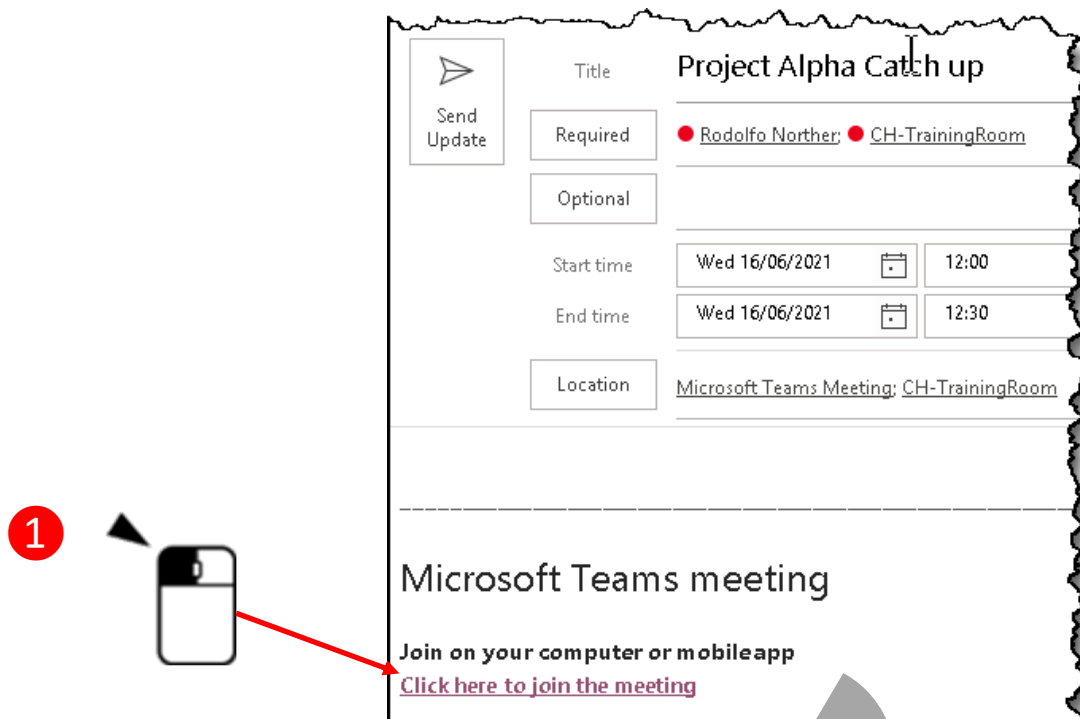 Title
Project Alpha Catch up
Send
Update
Required
Rodolfo Norther; CH-TrainingRoom
Optional
Start time
Wed 16/06/2021
12:00
End time
Wed 16/06/2021
12:30
Location
Microsoft Teams Meeting; CH-TrainingRoom
1
Microsoft Teams meeting
Join on your computer or mobile app
Click here to join the meeting